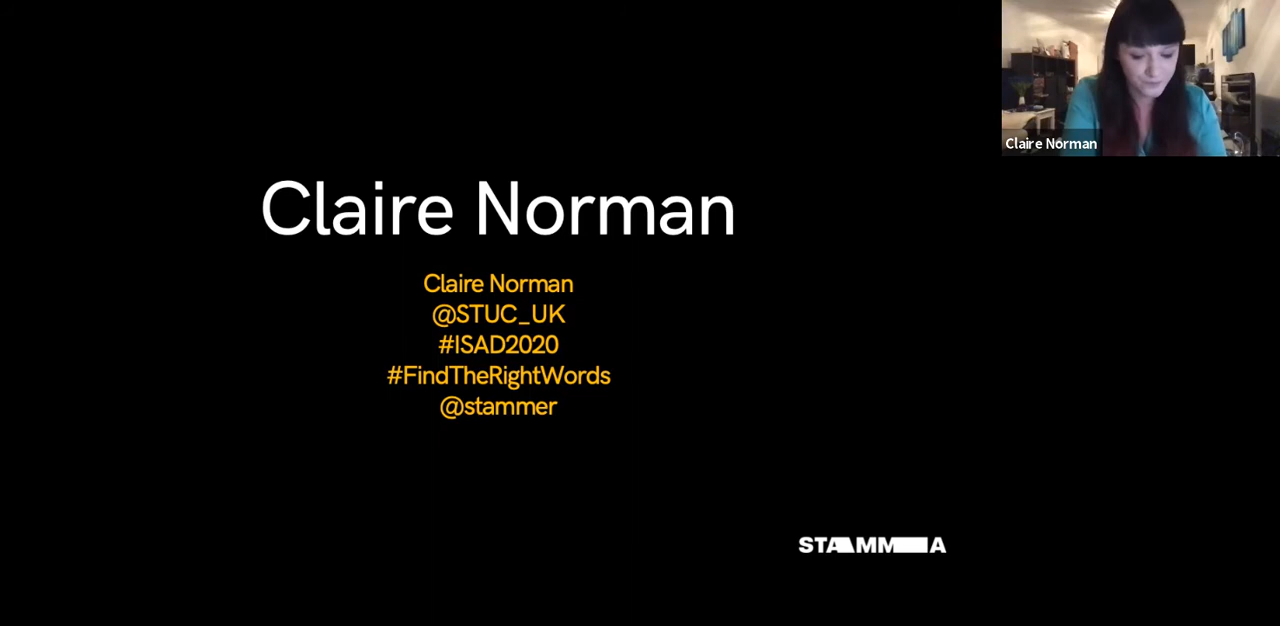 Claire Norman
Claire Norman
Claire Norman
@STUC_UK
#ISAD2020
#FindTheRightWords
@stammer
STAMMA